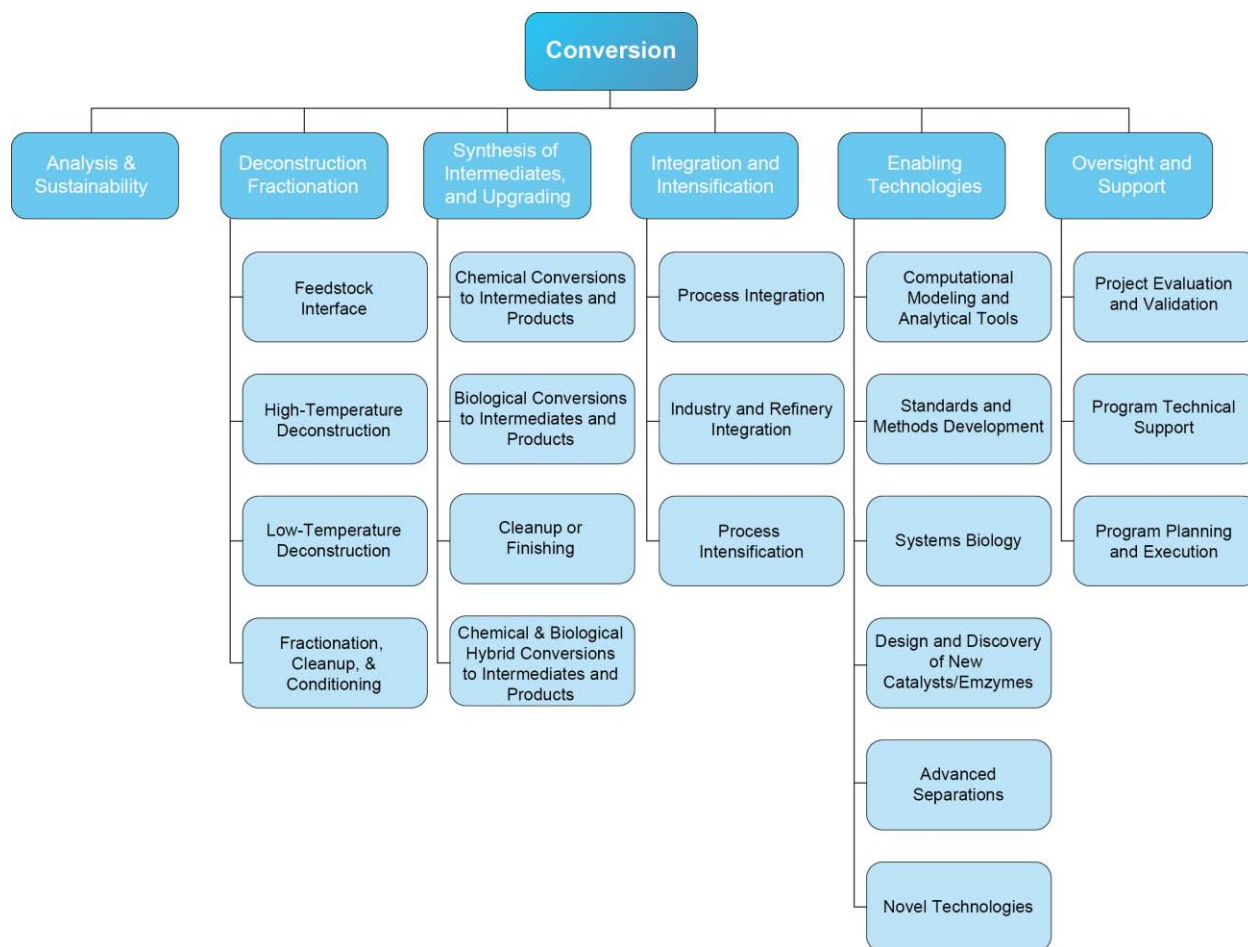 Conversion
Analysis &
Sustainability
Deconstruction
Fractionation
Synthesis of
Intermediates,
and Upgrading
Integration and
Intensification
Enabling
Technologies
Oversight and
Support
Feedstock
Interface
High-Temperature
Deconstruction
Low-Temperature
Deconstruction
Fractionation,
Cleanup, &
Conditioning
Chemical Conversions
to Intermediates and
Products
Biological Conversions
to Intermediates and
Products
Cleanup or
Finishing
Chemical & Biological
Hybrid Conversions
to Intermediates and
Products
Process Integration
Industry and Refinery
Integration
Process
Intensification
Computational
Modeling and
Analytical Tools
Standards and
Methods Development
Systems Biology
Design and Discovery
of New
Catalysts/Emzymes
Advanced
Separations
Novel Technologies
Project Evaluation
and Validation
Program Technical
Support
Program Planning
and Execution